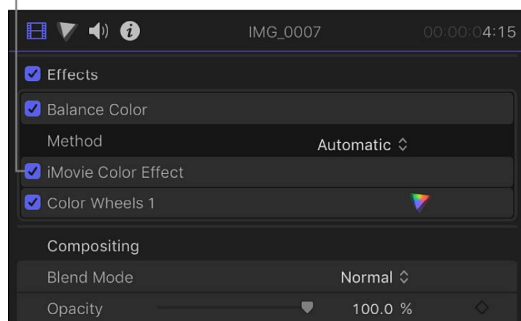 IMG_0007 00:00:04:15
Effects
Balance Color
Method Automatic
iMovie Color Effect
Color Wheels 1
Compositing
Blend Mode Normal
Opacity 100.0 %